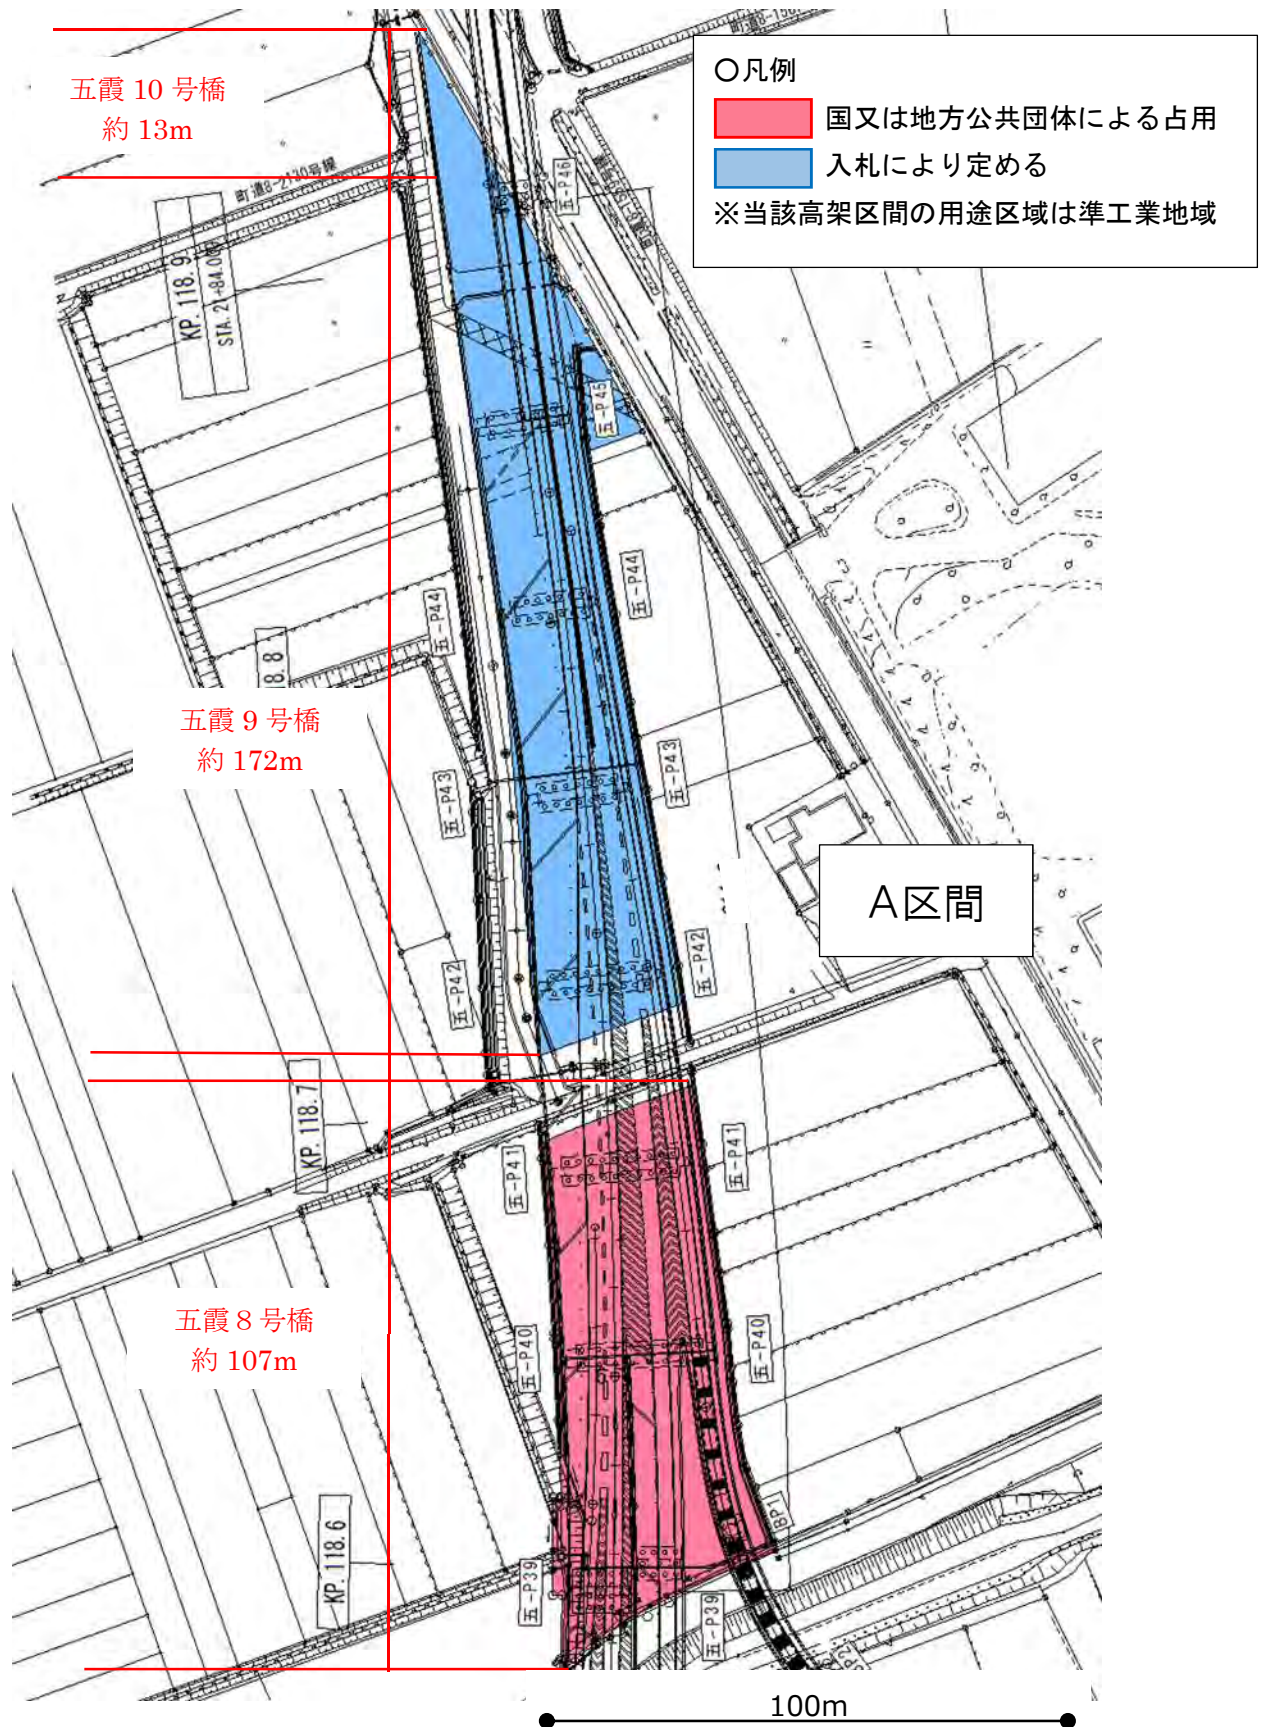 五霞 10 号橋
約 13m
〇凡例
国又は地方公共団体による占用
入札により定める
※当該高架区間の用途区域は準工業地域
町道8-2130号線
五-P46
KP. 118.9
五-P45
五-P44
五-P44
18. 8
五霞 9 号橋
約 172m
五-P43
五-P43
A区間
五-P42
五-P42
KP. 118. 7
五-P41
五-P41
五霞８号橋
約 107m
五-P40
五-P40
KP. 118. 6
BP1
五-P39
五-P39
100m